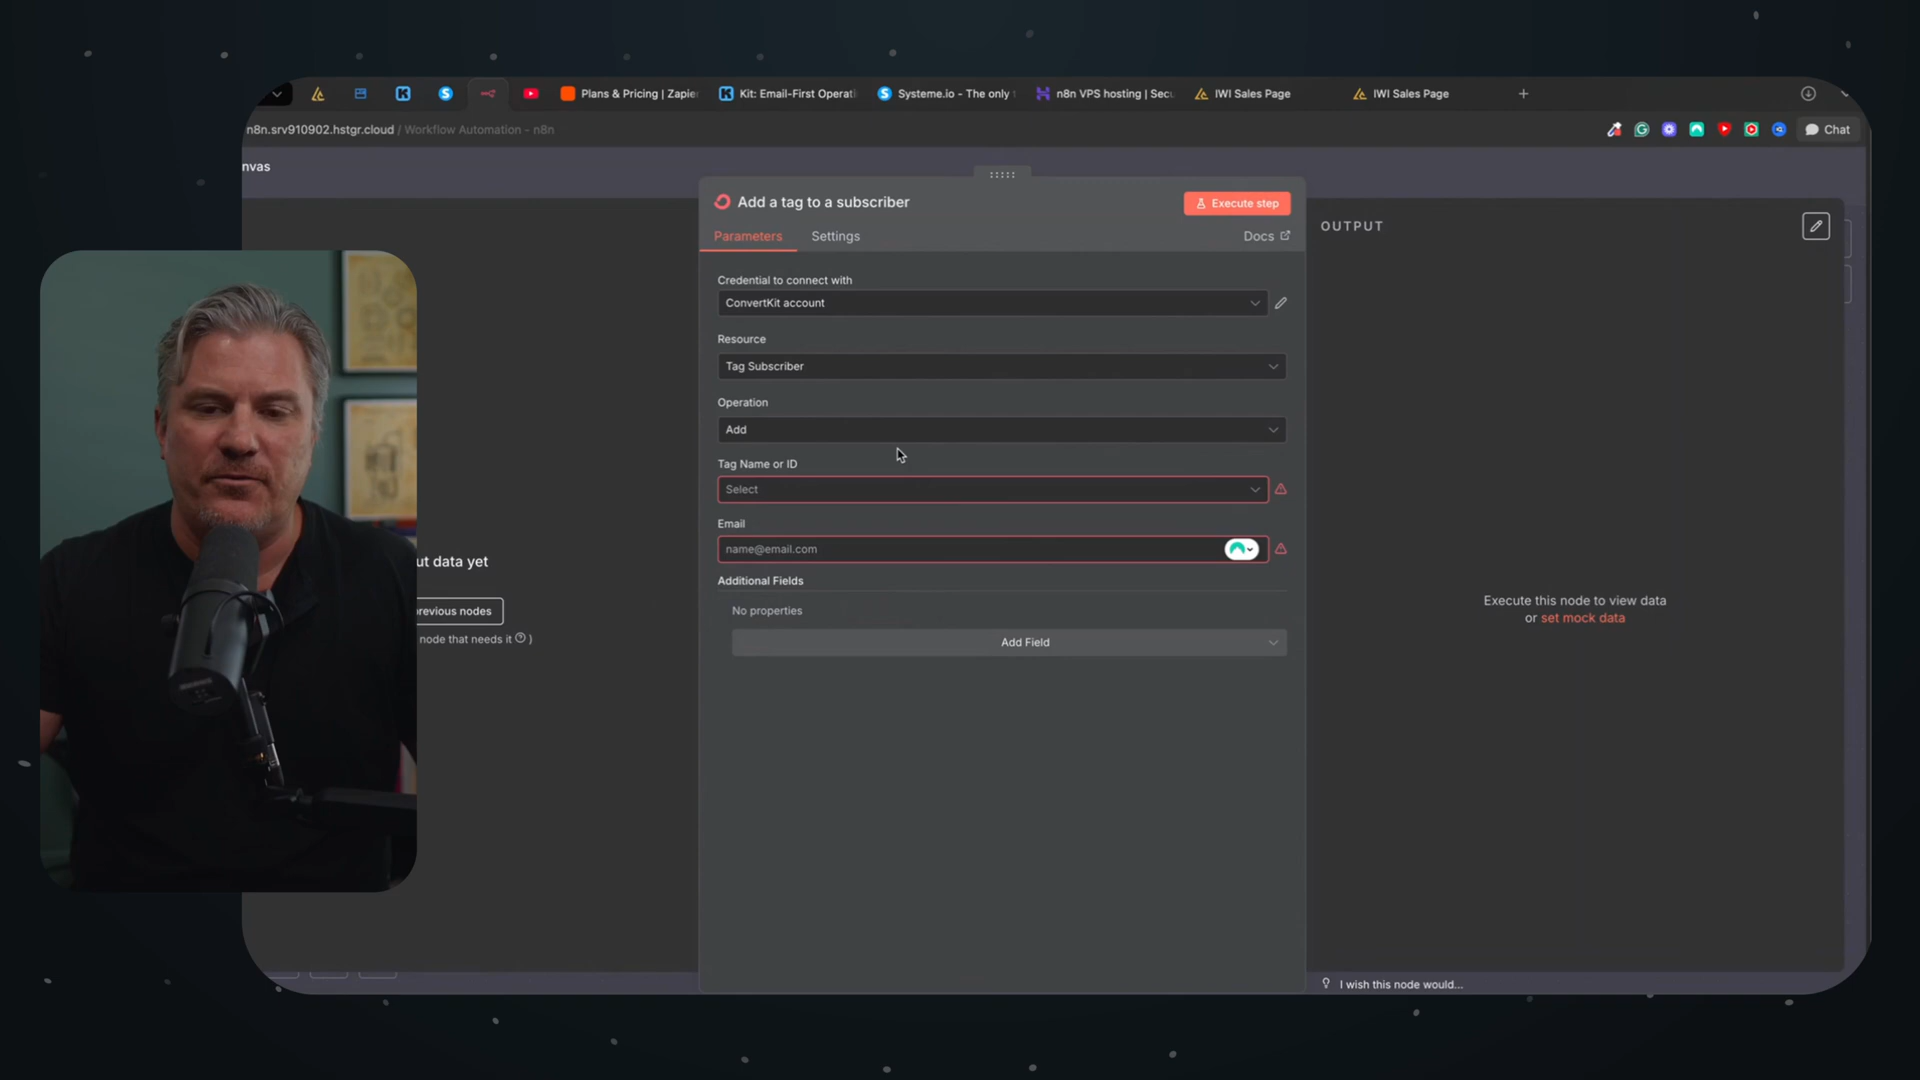 Plans & Pricing | Zapier
Kit: Email-First Operati
Systeme.io - The only
n8n VPS hosting | Secu
IWI Sales Page
IWI Sales Page
n8n.srv910902.hstgr.cloud / Workflow Automation - n8n
Chat
nvas
Add a tag to a subscriber
Execute step
OUTPUT
Parameters
Settings
Docs
Credential to connect with
ConvertKit account
Resource
Tag Subscriber
Operation
Add
Tag Name or ID
Select
Email
name@email.com
ut data yet
Additional Fields
No properties
revious nodes
Execute this node to view data
or set mock data
node that needs it )
Add Field
I wish this node would...